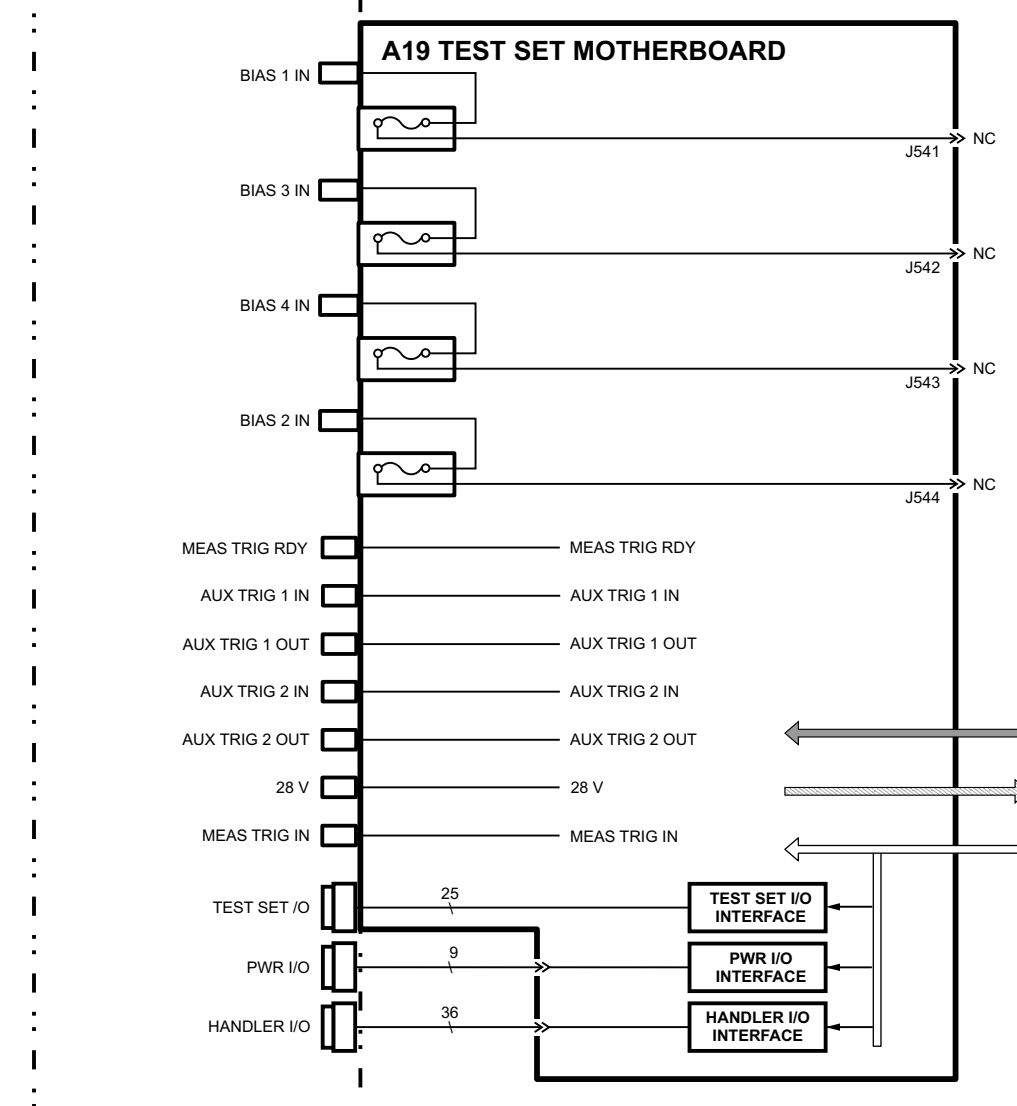 A19 TEST SET MOTHERBOARD
BIAS 1 IN
J541
NC
BIAS 3 IN
J542
NC
BIAS 4 IN
J543
NC
BIAS 2 IN
J544
NC
MEAS TRIG RDY
MEAS TRIG RDY
AUX TRIG 1 IN
AUX TRIG 1 IN
AUX TRIG 1 OUT
AUX TRIG 1 OUT
AUX TRIG 2 IN
AUX TRIG 2 IN
AUX TRIG 2 OUT
AUX TRIG 2 OUT
28 V
28 V
MEAS TRIG IN
MEAS TRIG IN
TEST SET /O
25
TEST SET I/O
INTERFACE
PWR I/O
9
PWR I/O
INTERFACE
HANDLER I/O
36
HANDLER I/O
INTERFACE